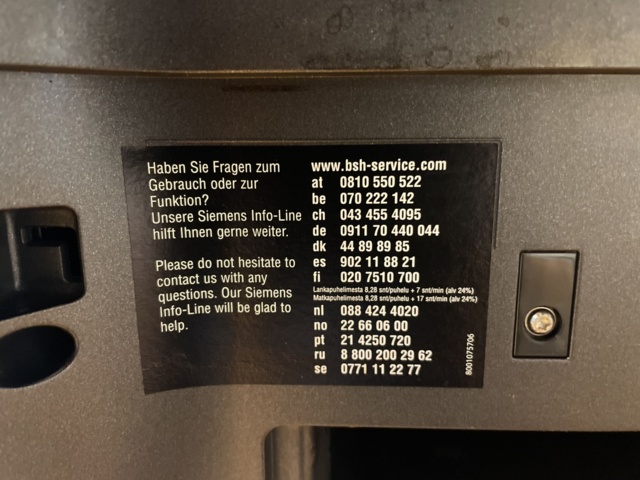 Haben Sie Fragen zum
Gebrauch oder zur
Funktion?
Unsere Siemens Info-Line
hilft Ihnen gerne weiter.
Please do not hesitate to
contact us with any
questions. Our Siemens
Info-Line will be glad to
help.
www.bsh-service.com
at 0810 550 522
be 070 222 142
ch 043 455 4095
de 0911 70 440 044
dk 44 89 89 85
es 902 11 88 21
fi 020 7510 700
Lankapuhelimesta 8,28 snt/puhelu + 7 snt/min (alv 24%)
Matkapuhelimesta 8,28 snt/puhelu + 17 snt/min (alv 24%)
nl 088 424 4020
no 22 66 06 00
pt 21 4250 720
ru 8 800 200 29 62
se 0771 11 22 77
8001075706